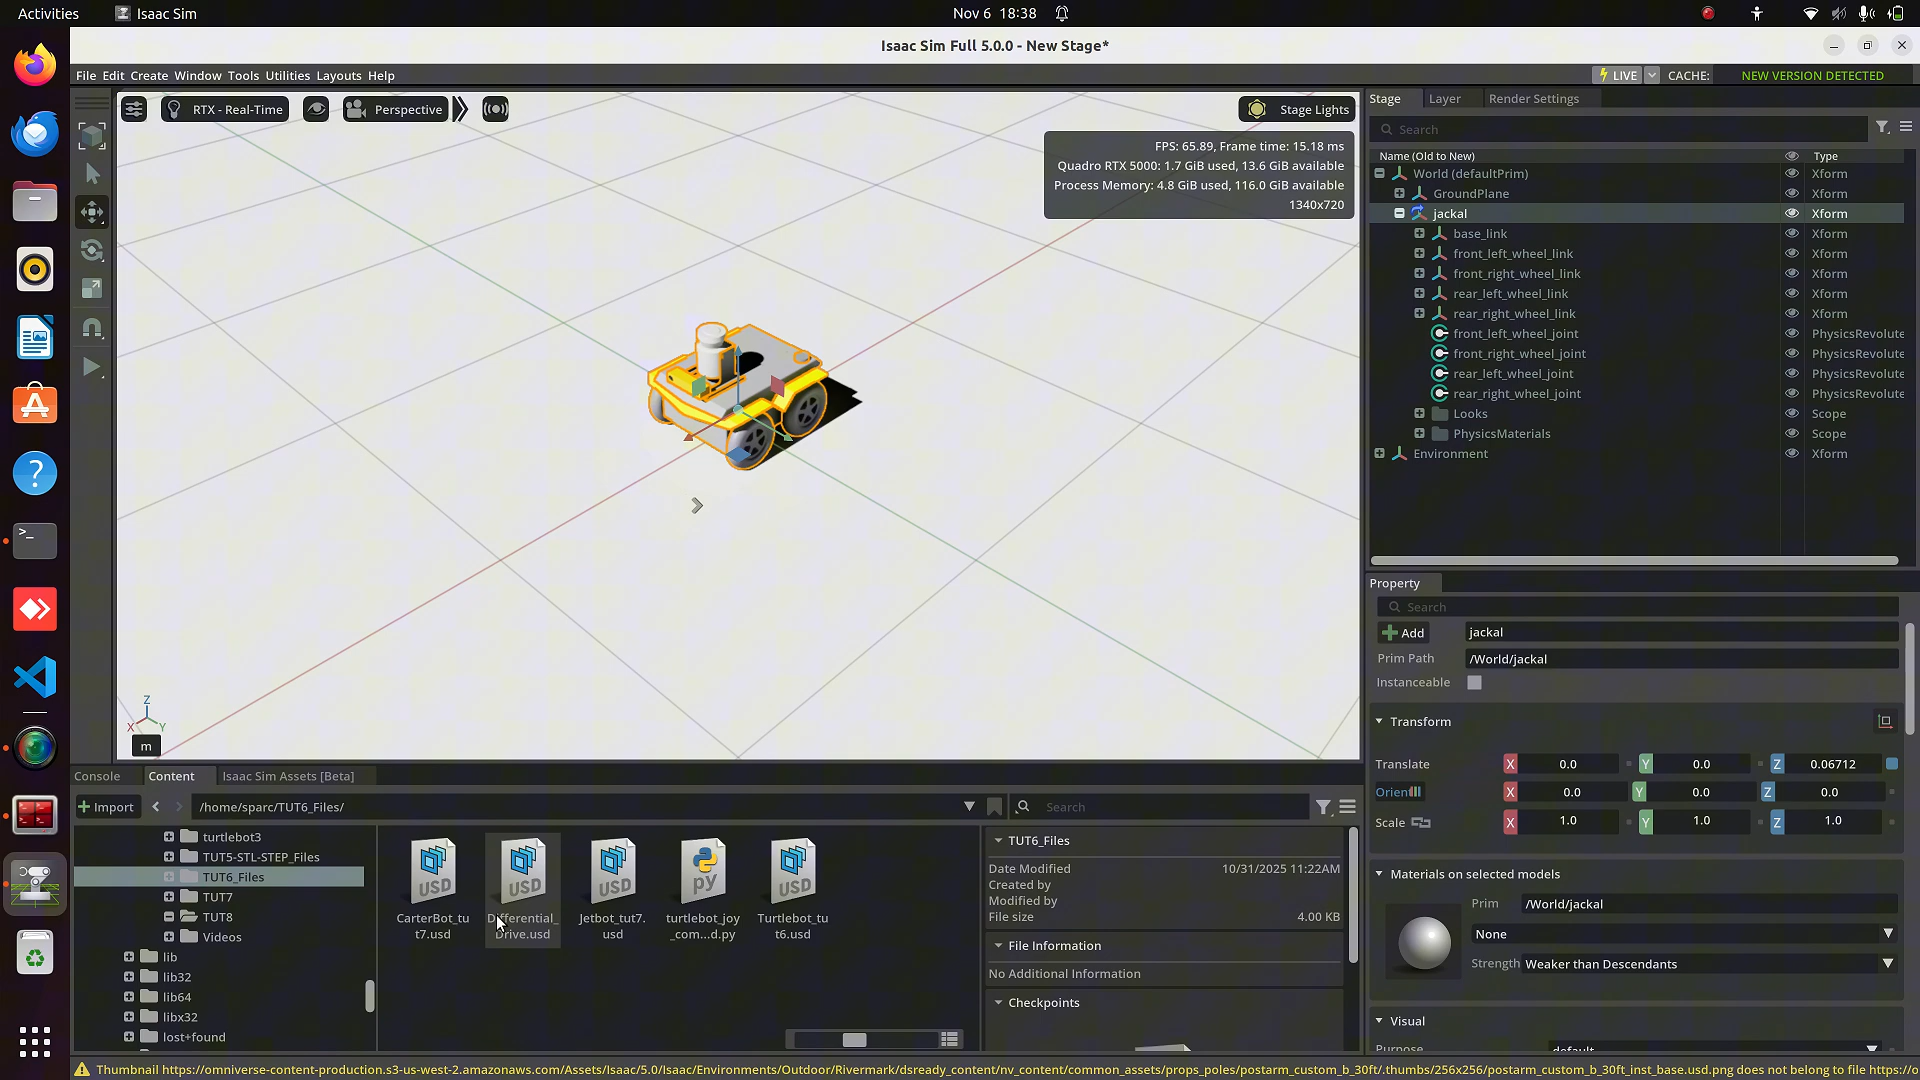 Activities Isaac Sim Nov 6 18:38
Isaac Sim Full 5.0.0 - New Stage*
File Edit Create Window Tools Utilities Layouts Help LIVE CACHE: NEW VERSION DETECTED
RTX - Real-Time Perspective Stage Lights
FPS: 65.89, Frame time: 15.18 ms
Quadro RTX 5000: 1.7 GiB used, 13.6 GiB available
Process Memory: 4.8 GiB used, 116.0 GiB available
1340x720
Z
X Y
m
Stage Layer Render Settings
Search
Name (Old to New) Type
World (defaultPrim) Xform
GroundPlane Xform
jackal Xform
base_link Xform
front_left_wheel_link Xform
front_right_wheel_link Xform
rear_left_wheel_link Xform
rear_right_wheel_link Xform
front_left_wheel_joint PhysicsRevolute
front_right_wheel_joint PhysicsRevolute
rear_left_wheel_joint PhysicsRevolute
rear_right_wheel_joint PhysicsRevolute
Looks Scope
PhysicsMaterials Scope
Environment Xform
Property
Search
Add jackal
Prim Path /World/jackal
Instanceable
Transform
Translate X 0.0 Y 0.0 Z 0.06712
Orien X 0.0 Y 0.0 Z 0.0
Scale X 1.0 Y 1.0 Z 1.0
Materials on selected models
Prim /World/jackal
None
Strength Weaker than Descendants
Visual
Purpose default
Console Content Isaac Sim Assets [Beta]
Import /home/sparc/TUT6_Files/ Search
turtlebot3
TUT5-STL-STEP_Files
TUT6_Files
TUT7
TUT8
Videos
lib
lib32
lib64
libx32
lost+found
USD USD USD py USD
CarterBot_tu Differential_ Jetbot_tut7. turtlebot_joy Turtlebot_tu
t7.usd Drive.usd usd _com...d.py t6.usd
TUT6_Files
Date Modified 10/31/2025 11:22AM
Created by
Modified by
File size 4.00 KB
File Information
No Additional Information
Checkpoints
Thumbnail https://omniverse-content-production.s3-us-west-2.amazonaws.com/Assets/Isaac/5.0/Isaac/Environments/Outdoor/Rivermark/dsready_content/nv_content/common_assets/props_poles/postarm_custom_b_30ft/.thumbs/256x256/postarm_custom_b_30ft_inst_base.usd.png does not belong to file https://o